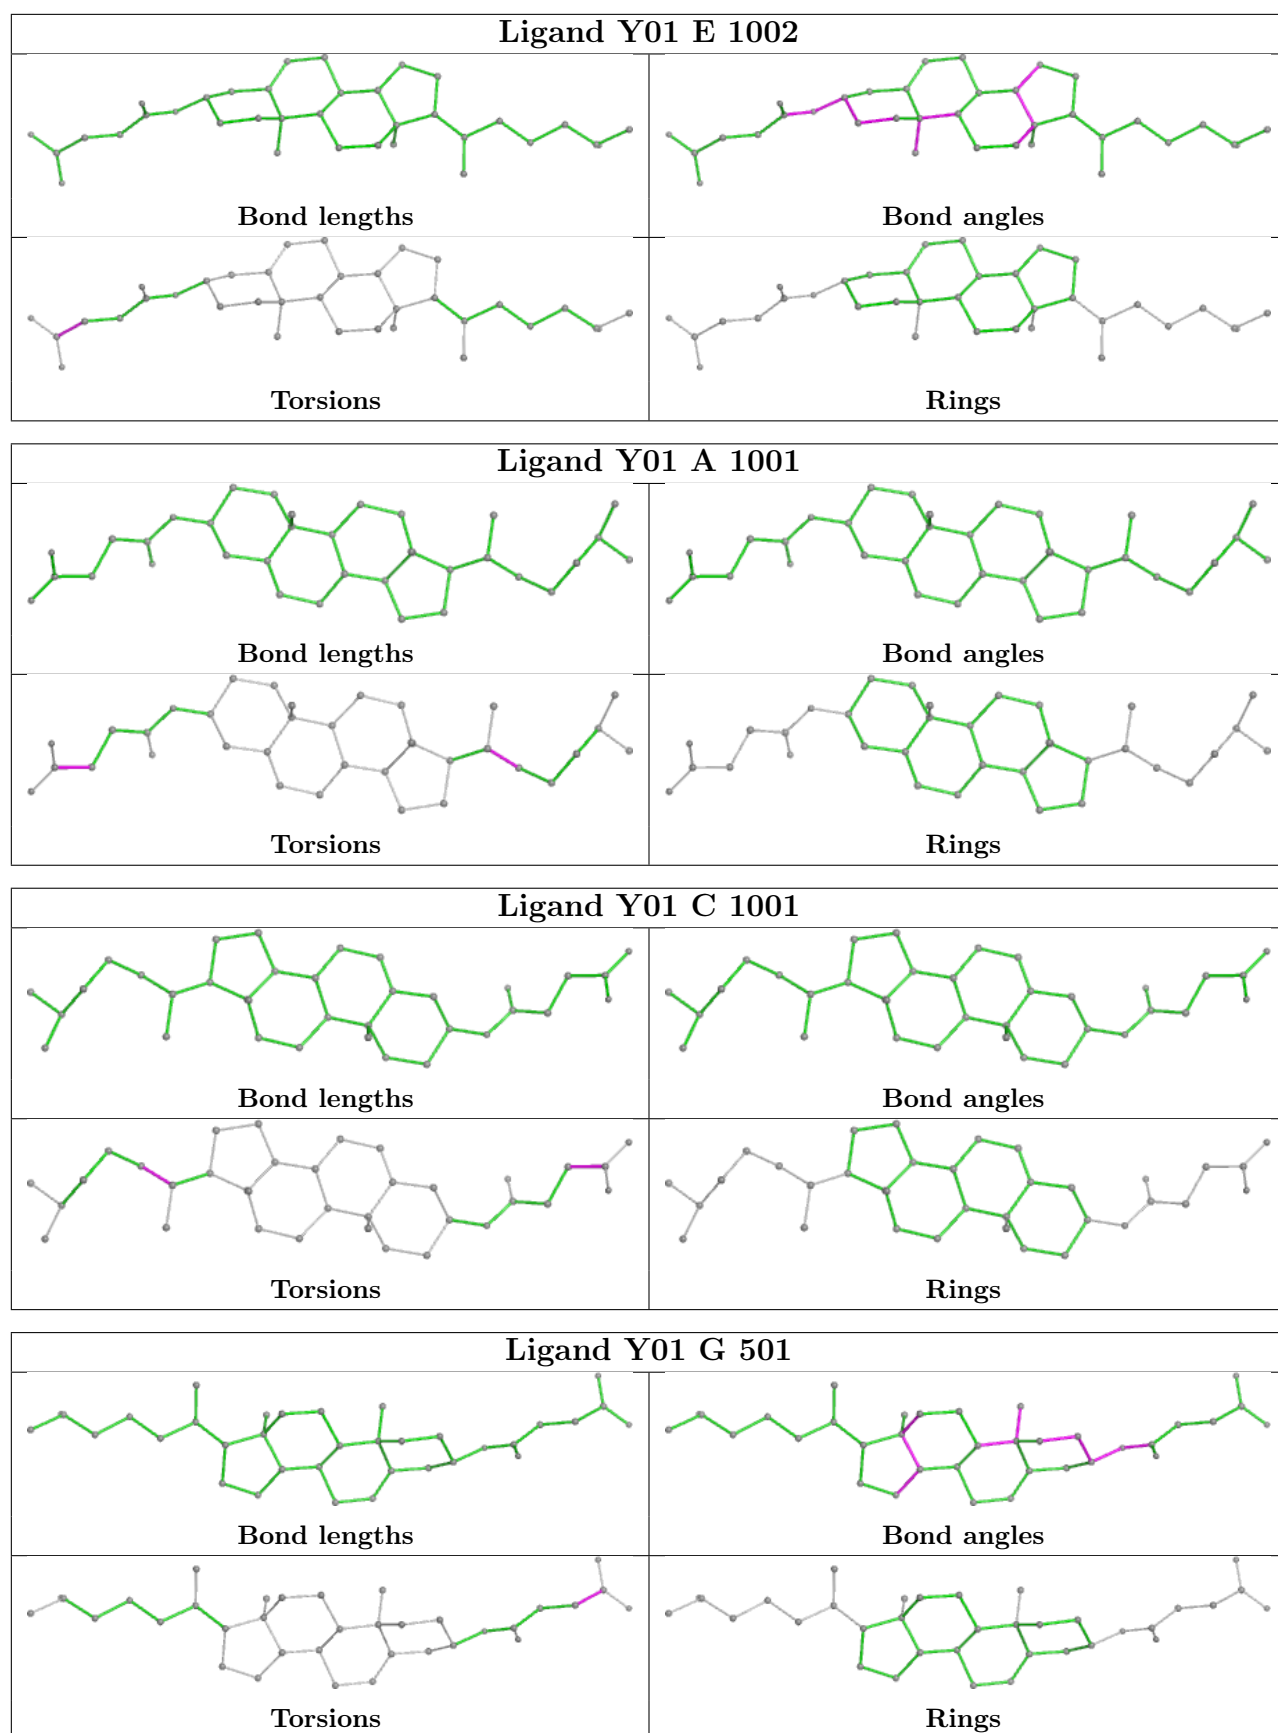 Ligand Y01 E 1002
Bond lengths
Bond angles
Torsions
Rings
Ligand Y01 A 1001
Bond lengths
Bond angles
Torsions
Rings
Ligand Y01 C 1001
Bond lengths
Bond angles
Torsions
Rings
Ligand Y01 G 501
Bond lengths
Bond angles
Torsions
Rings